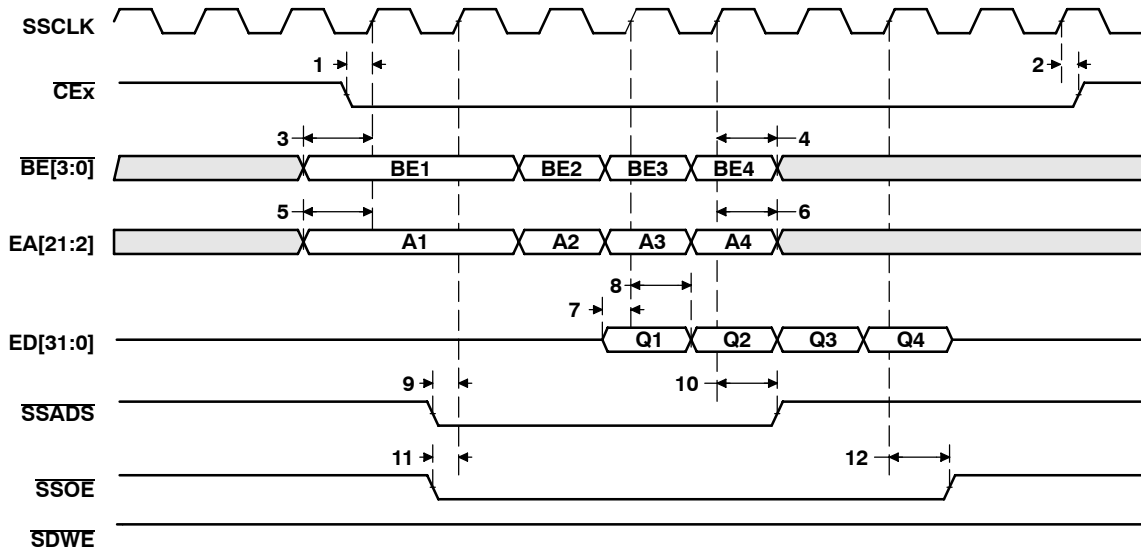 SSCLK
1
2
CEx
3
4
BE[3:0]
BE1 BE2 BE3 BE4
5
6
EA[21:2]
A1 A2 A3 A4
8
7
ED[31:0]
Q1 Q2 Q3 Q4
9
10
SSADS
11
12
SSOE
SDWE